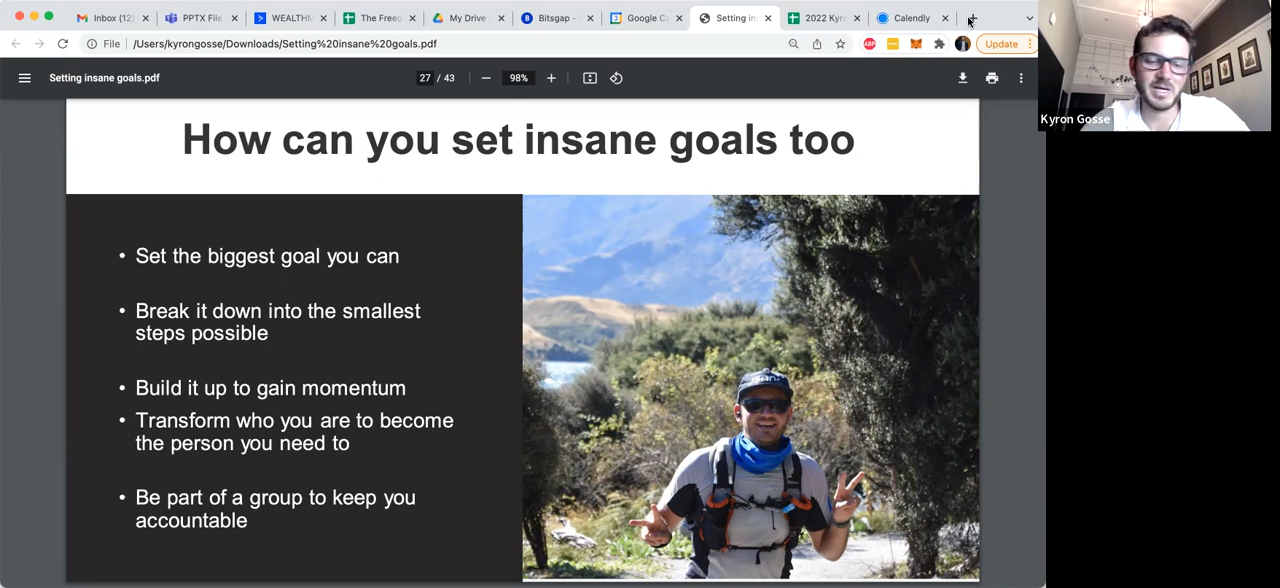 Inbox (12)
PPTX File
WEALTHM
The Freed
My Drive -
Bitsgap -
Google Ca
Setting in
2022 Kyro
Calendly
File
/Users/kyrongosse/Downloads/Setting%20insane%20goals.pdf
ABP
Update
Setting insane goals.pdf
27 / 43
98%
Kyron Gosse
How can you set insane goals too
• Set the biggest goal you can
• Break it down into the smallest
steps possible
• Build it up to gain momentum
• Transform who you are to become
the person you need to
• Be part of a group to keep you
accountable